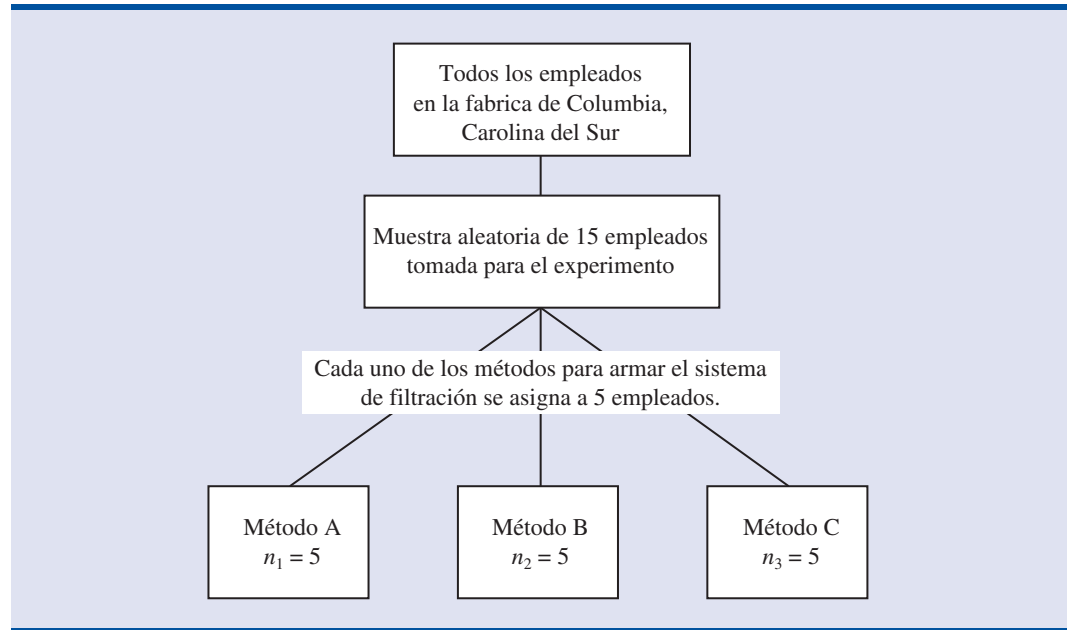 Todos los empleados
en la fabrica de Columbia,
Carolina del Sur
Muestra aleatoria de 15 empleados
tomada para el experimento
Cada uno de los métodos para armar el sistema
de filtración se asigna a 5 empleados.
Método A
n₁ = 5
Método B
n₂ = 5
Método C
n₃ = 5